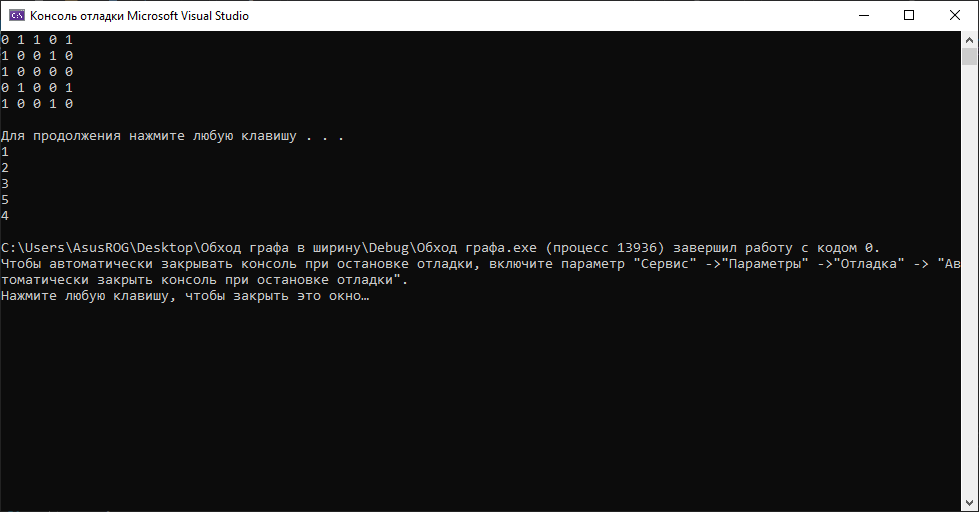 Консоль отладки Microsoft Visual Studio
0 1 1 0 1
1 0 0 1 0
1 0 0 0 0
0 1 0 0 1
1 0 0 1 0
Для продолжения нажмите любую клавишу . . .
1
2
3
5
4
C:\Users\AsusROG\Desktop\Обход графа в ширину\Debug\Обход графа.exe (процесс 13936) завершил работу с кодом 0.
Чтобы автоматически закрывать консоль при остановке отладки, включите параметр "Сервис" ->"Параметры" ->"Отладка" -> "Ав
томатически закрыть консоль при остановке отладки".
Нажмите любую клавишу, чтобы закрыть это окно…